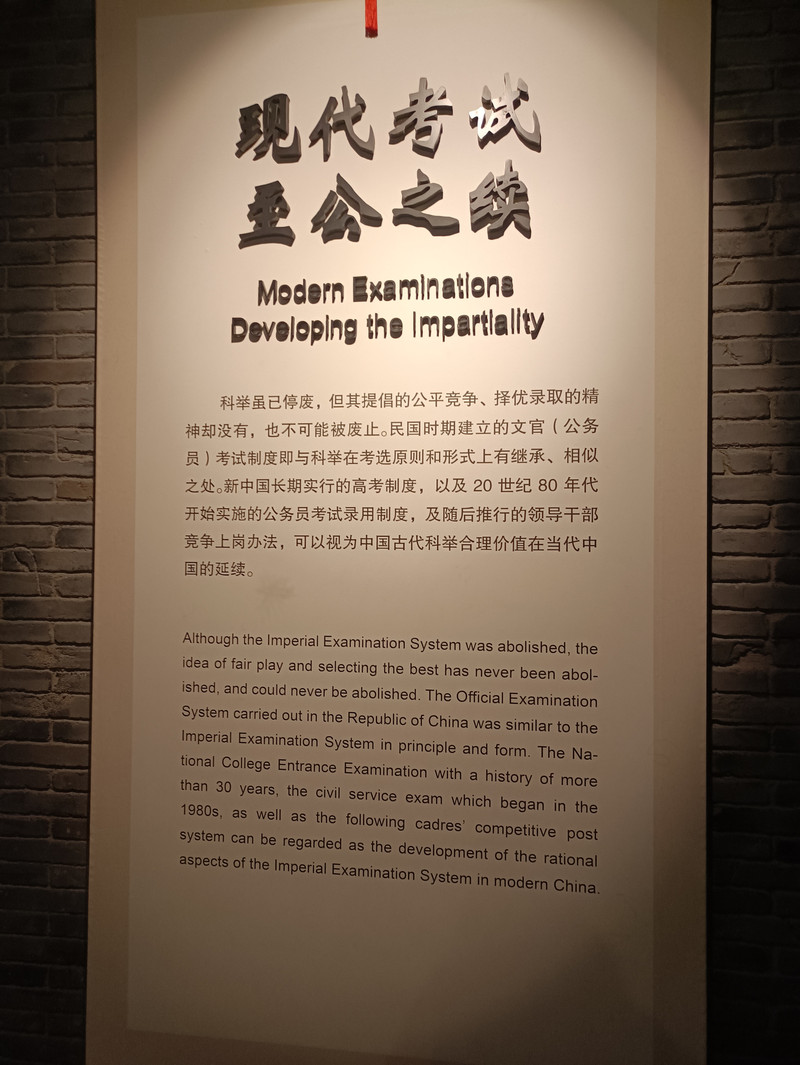 现代考试
至公之续
Modern Examinations
Developing the Impartiality
科举虽已停废，但其提倡的公平竞争、择优录取的精
神却没有，也不可能被废止。民国时期建立的文官（公务
员）考试制度即与科举在考选原则和形式上有继承、相似
之处。新中国长期实行的高考制度，以及 20 世纪 80 年代
开始实施的公务员考试录用制度，及随后推行的领导干部
竞争上岗办法，可以视为中国古代科举合理价值在当代中
国的延续。
Although the Imperial Examination System was abolished, the
idea of fair play and selecting the best has never been abol-
ished, and could never be abolished. The Official Examination
System carried out in the Republic of China was similar to the
Imperial Examination System in principle and form. The Na-
tional College Entrance Examination with a history of more
than 30 years, the civil service exam which began in the
1980s, as well as the following cadres' competitive post
system can be regarded as the development of the rational
aspects of the Imperial Examination System in modern China.